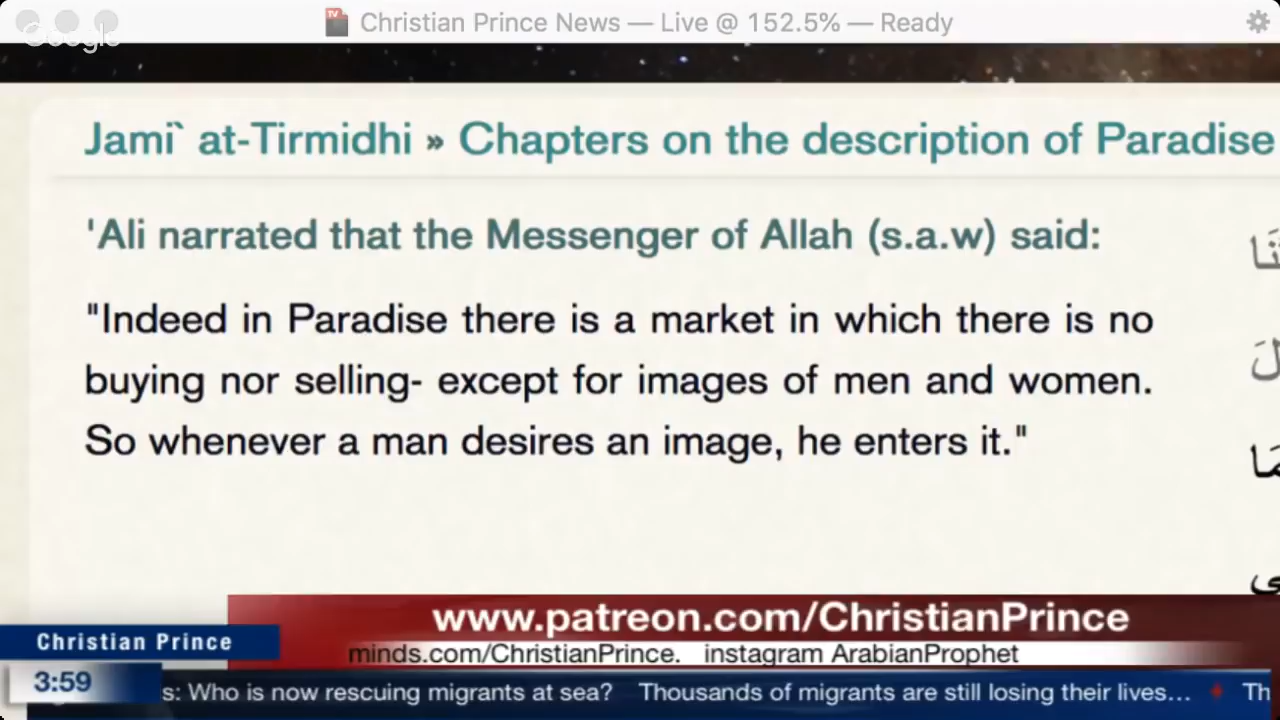 Christian Prince News — Live @ 152.5% — Ready
Google
Jami` at-Tirmidhi » Chapters on the description of Paradise
'Ali narrated that the Messenger of Allah (s.a.w) said:
"Indeed in Paradise there is a market in which there is no
buying nor selling- except for images of men and women.
So whenever a man desires an image, he enters it."
www.patreon.com/ChristianPrince
Christian Prince
minds.com/ChristianPrince. instagram ArabianProphet
3:59
s: Who is now rescuing migrants at sea? Thousands of migrants are still losing their lives... Th